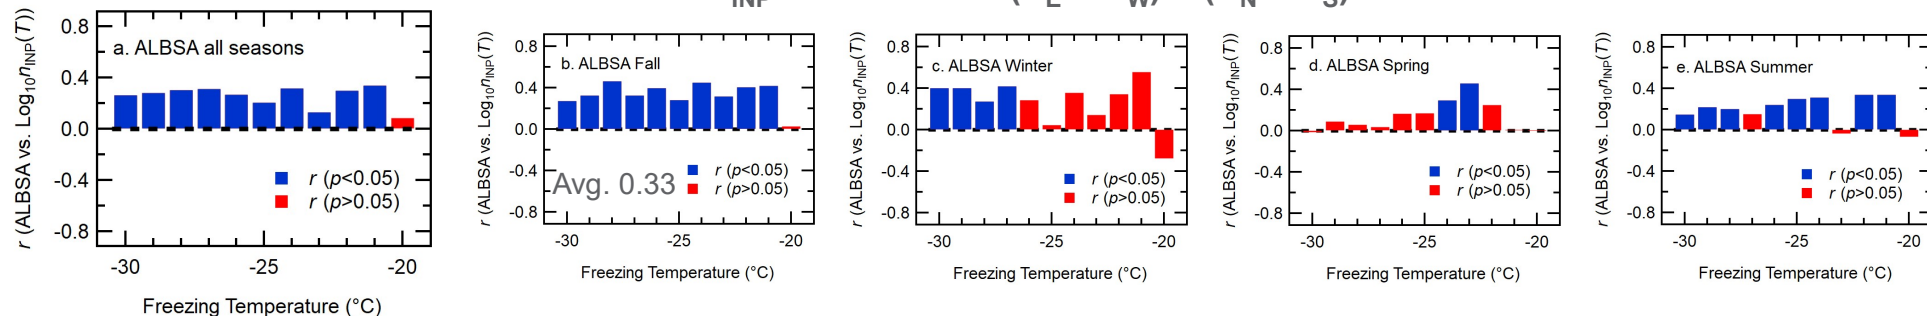 INP ( L W) ( N S)
r (ALBSA vs. Log10nINP(T))
0.8
0.4
0.0
-0.4
-0.8
a. ALBSA all seasons
r (p<0.05)
r (p>0.05)
-30
-25
-20
Freezing Temperature (°C)
r (ALBSA vs. Log10nINP(T))
0.8
0.4
0.0
-0.4
-0.8
b. ALBSA Fall
Avg. 0.33
r (p<0.05)
r (p>0.05)
-30
-25
-20
Freezing Temperature (°C)
r (ALBSA vs. Log10nINP(T))
0.8
0.4
0.0
-0.4
-0.8
c. ALBSA Winter
r (p<0.05)
r (p>0.05)
-30
-25
-20
Freezing Temperature (°C)
r (ALBSA vs. Log10nINP(T))
0.8
0.4
0.0
-0.4
-0.8
d. ALBSA Spring
r (p<0.05)
r (p>0.05)
-30
-25
-20
Freezing Temperature (°C)
r (ALBSA vs. Log10nINP(T))
0.8
0.4
0.0
-0.4
-0.8
e. ALBSA Summer
r (p<0.05)
r (p>0.05)
-30
-25
-20
Freezing Temperature (°C)